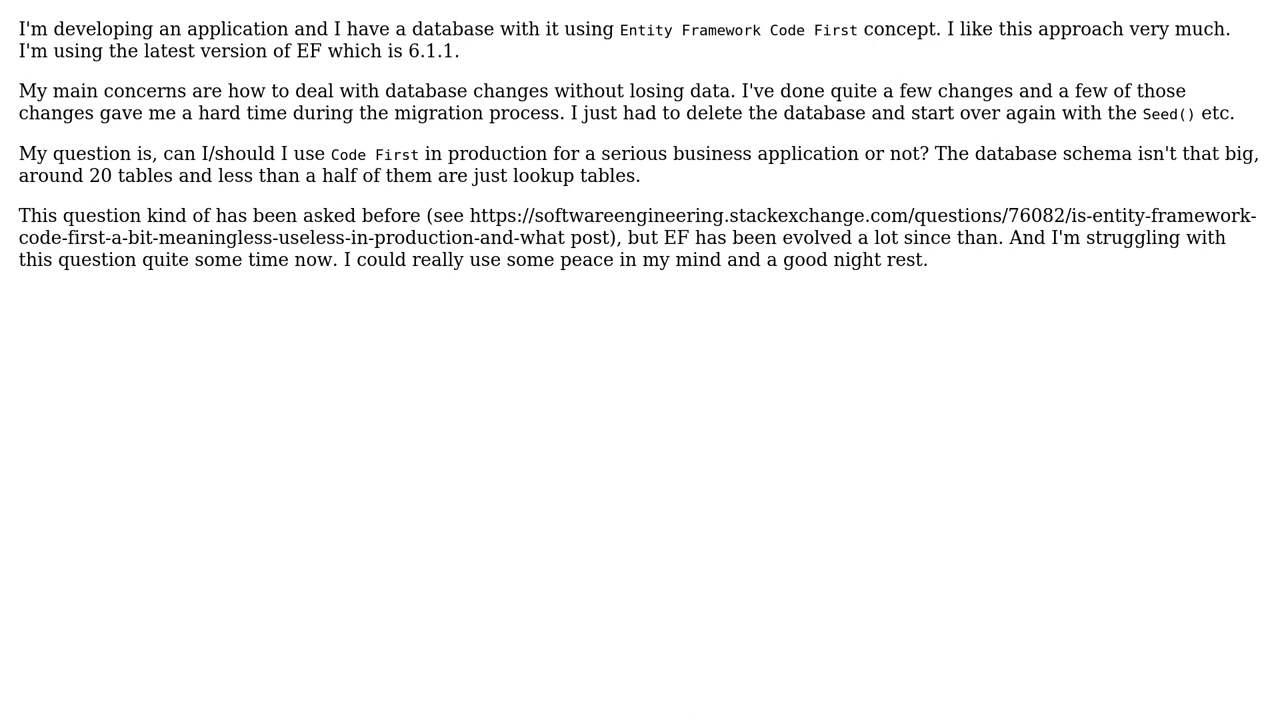 I'm developing an application and I have a database with it using Entity Framework Code First concept. I like this approach very much.
I'm using the latest version of EF which is 6.1.1.
My main concerns are how to deal with database changes without losing data. I've done quite a few changes and a few of those
changes gave me a hard time during the migration process. I just had to delete the database and start over again with the Seed() etc.
My question is, can I/should I use Code First in production for a serious business application or not? The database schema isn't that big,
around 20 tables and less than a half of them are just lookup tables.
This question kind of has been asked before (see https://softwareengineering.stackexchange.com/questions/76082/is-entity-framework-
code-first-a-bit-meaningless-useless-in-production-and-what post), but EF has been evolved a lot since than. And I'm struggling with
this question quite some time now. I could really use some peace in my mind and a good night rest.